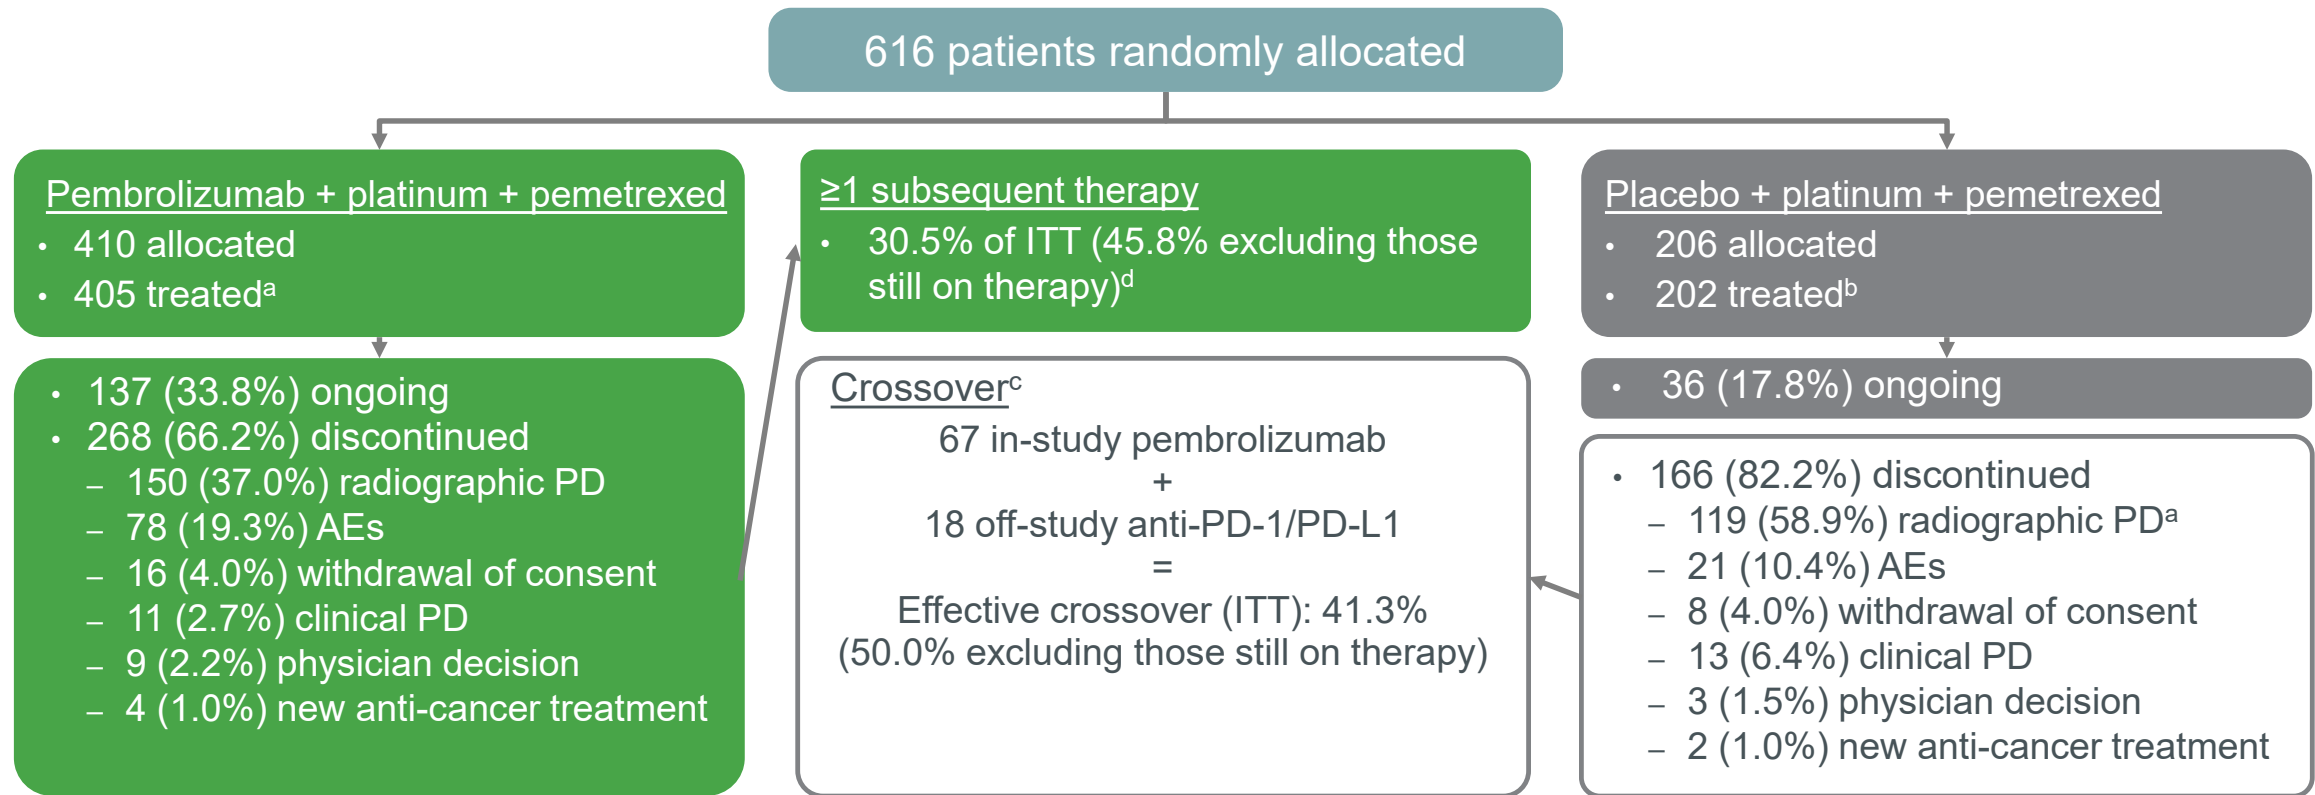 616 patients randomly allocated
Pembrolizumab + platinum + pemetrexed
• 410 allocated
• 405 treatedᵃ
• 137 (33.8%) ongoing
• 268 (66.2%) discontinued
– 150 (37.0%) radiographic PD
– 78 (19.3%) AEs
– 16 (4.0%) withdrawal of consent
– 11 (2.7%) clinical PD
– 9 (2.2%) physician decision
– 4 (1.0%) new anti-cancer treatment
≥1 subsequent therapy
• 30.5% of ITT (45.8% excluding those
still on therapy)ᵈ
Crossoverᶜ
67 in-study pembrolizumab
+
18 off-study anti-PD-1/PD-L1
=
Effective crossover (ITT): 41.3%
(50.0% excluding those still on therapy)
Placebo + platinum + pemetrexed
• 206 allocated
• 202 treatedᵇ
• 36 (17.8%) ongoing
• 166 (82.2%) discontinued
– 119 (58.9%) radiographic PDᵃ
– 21 (10.4%) AEs
– 8 (4.0%) withdrawal of consent
– 13 (6.4%) clinical PD
– 3 (1.5%) physician decision
– 2 (1.0%) new anti-cancer treatment